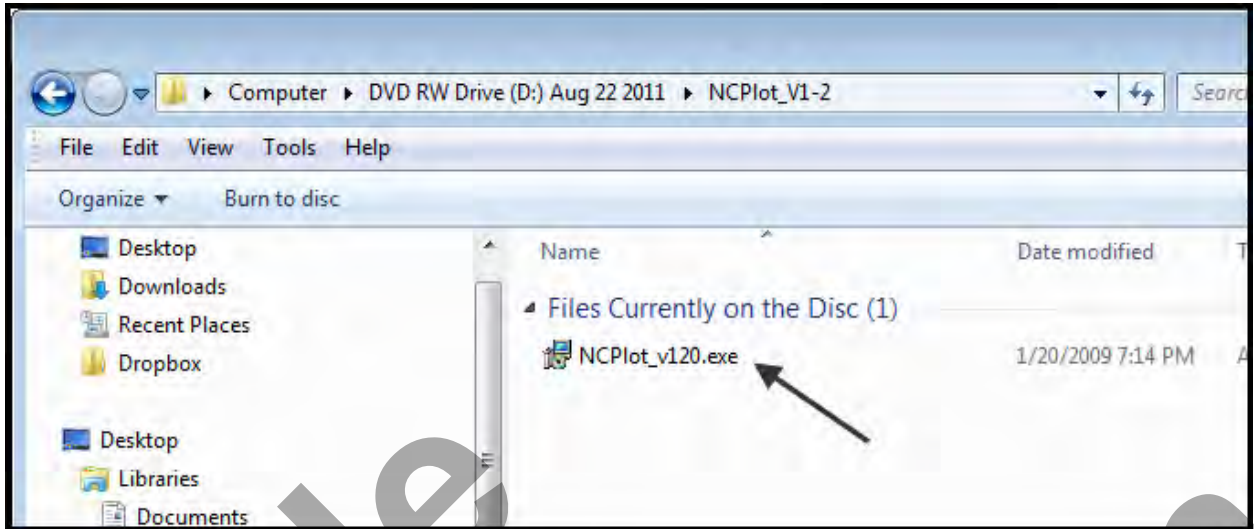 Computer ▸ DVD RW Drive (D:) Aug 22 2011 ▸ NCPlot_V1-2
File Edit View Tools Help
Organize ▾ Burn to disc
Desktop
Downloads
Recent Places
Dropbox
Desktop
Libraries
Documents
Name Date modified
Files Currently on the Disc (1)
NCPlot_v120.exe 1/20/2009 7:14 PM